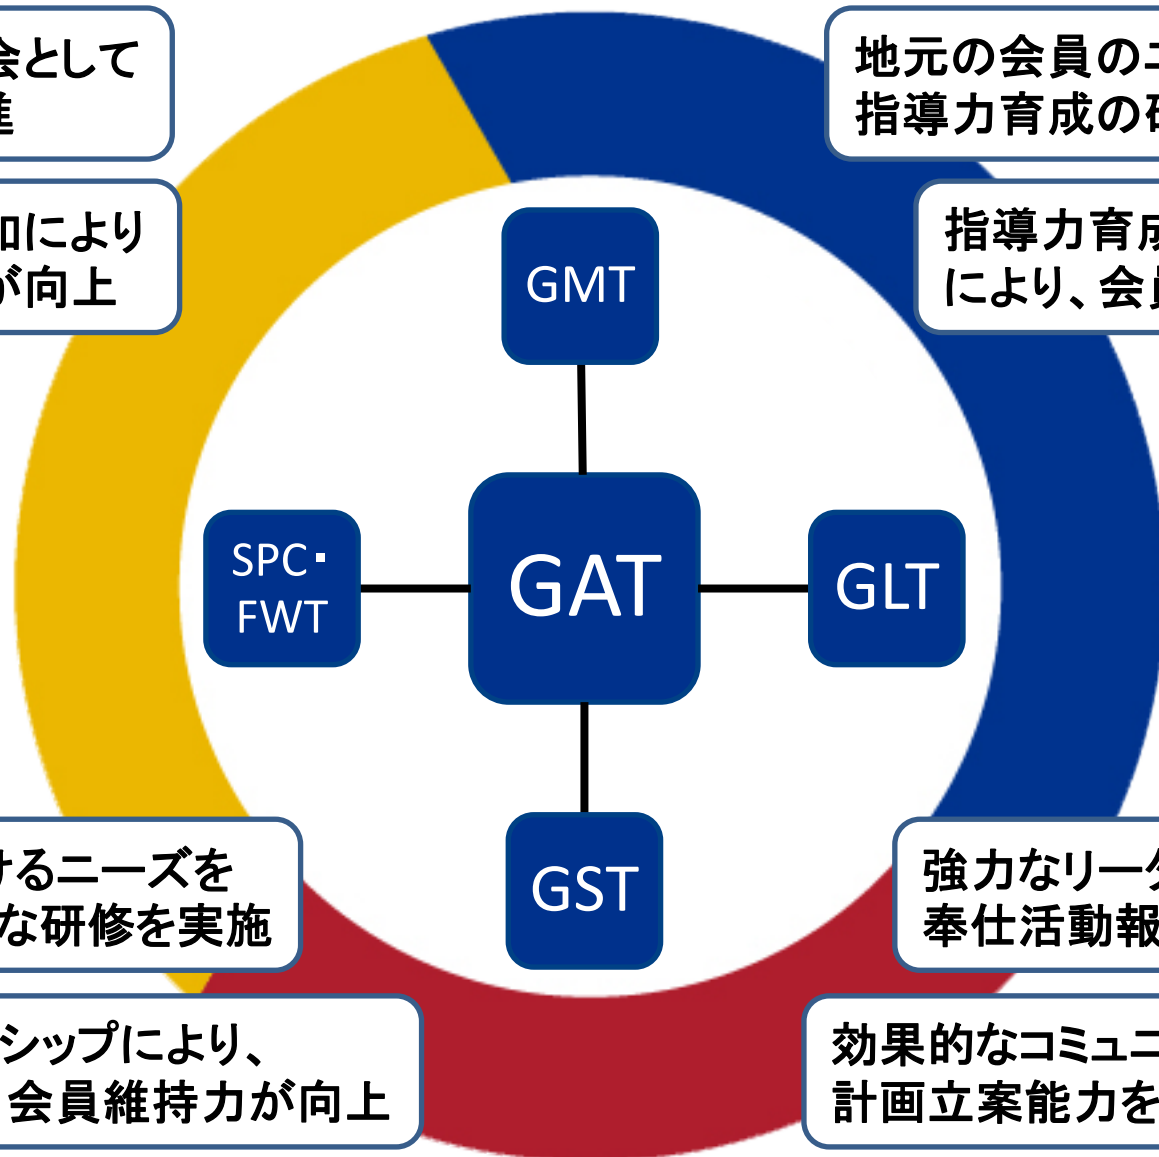 会として
進
地元の会員のニ
指導力育成の研
加により
が向上
指導力育成
により、会員
GMT
SPC・
FWT
GAT
GLT
GST
けるニーズを
な研修を実施
強力なリーダ
奉仕活動報
シップにより、
会員維持力が向上
効果的なコミュニ
計画立案能力を